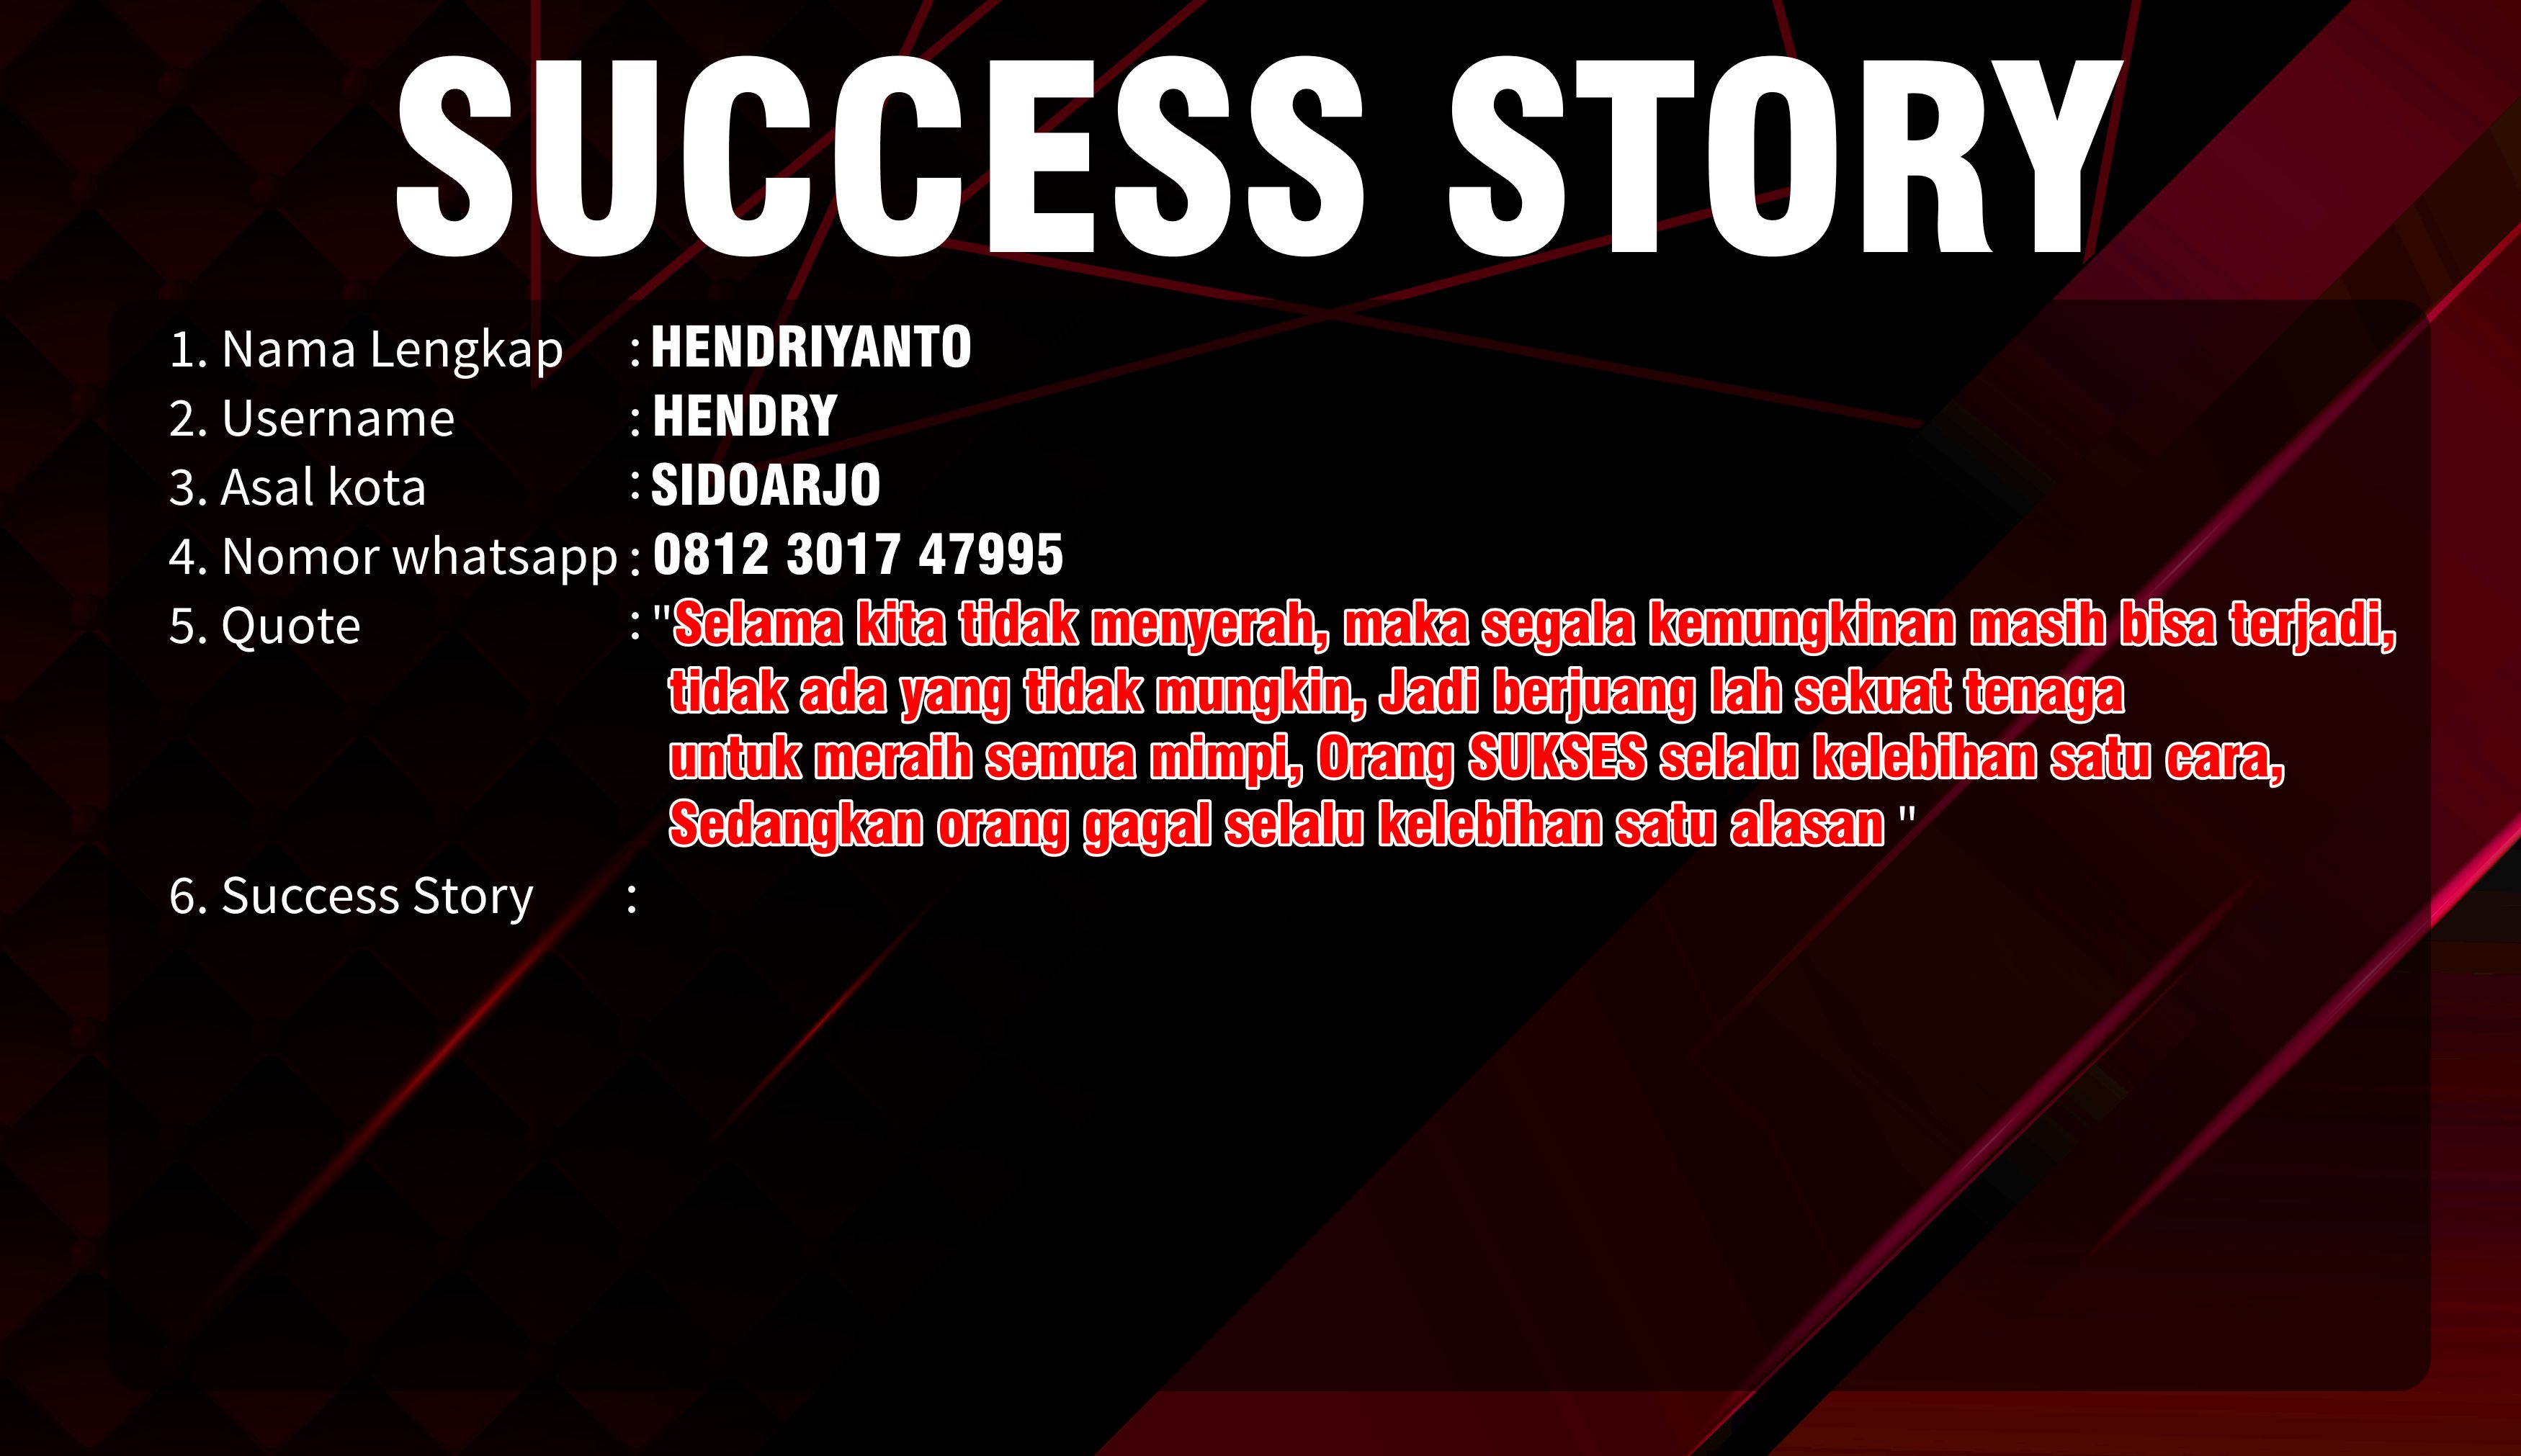 SUCCESS STORY
1. Nama Lengkap : HENDRIYANTO
2. Username : HENDRY
3. Asal kota : SIDOARJO
4. Nomor whatsapp : 0812 3017 47995
5. Quote : "Selama kita tidak menyerah, maka segala kemungkinan masih bisa terjadi,
tidak ada yang tidak mungkin, Jadi berjuang lah sekuat tenaga
untuk meraih semua mimpi, Orang SUKSES selalu kelebihan satu cara,
Sedangkan orang gagal selalu kelebihan satu alasan "
6. Success Story :